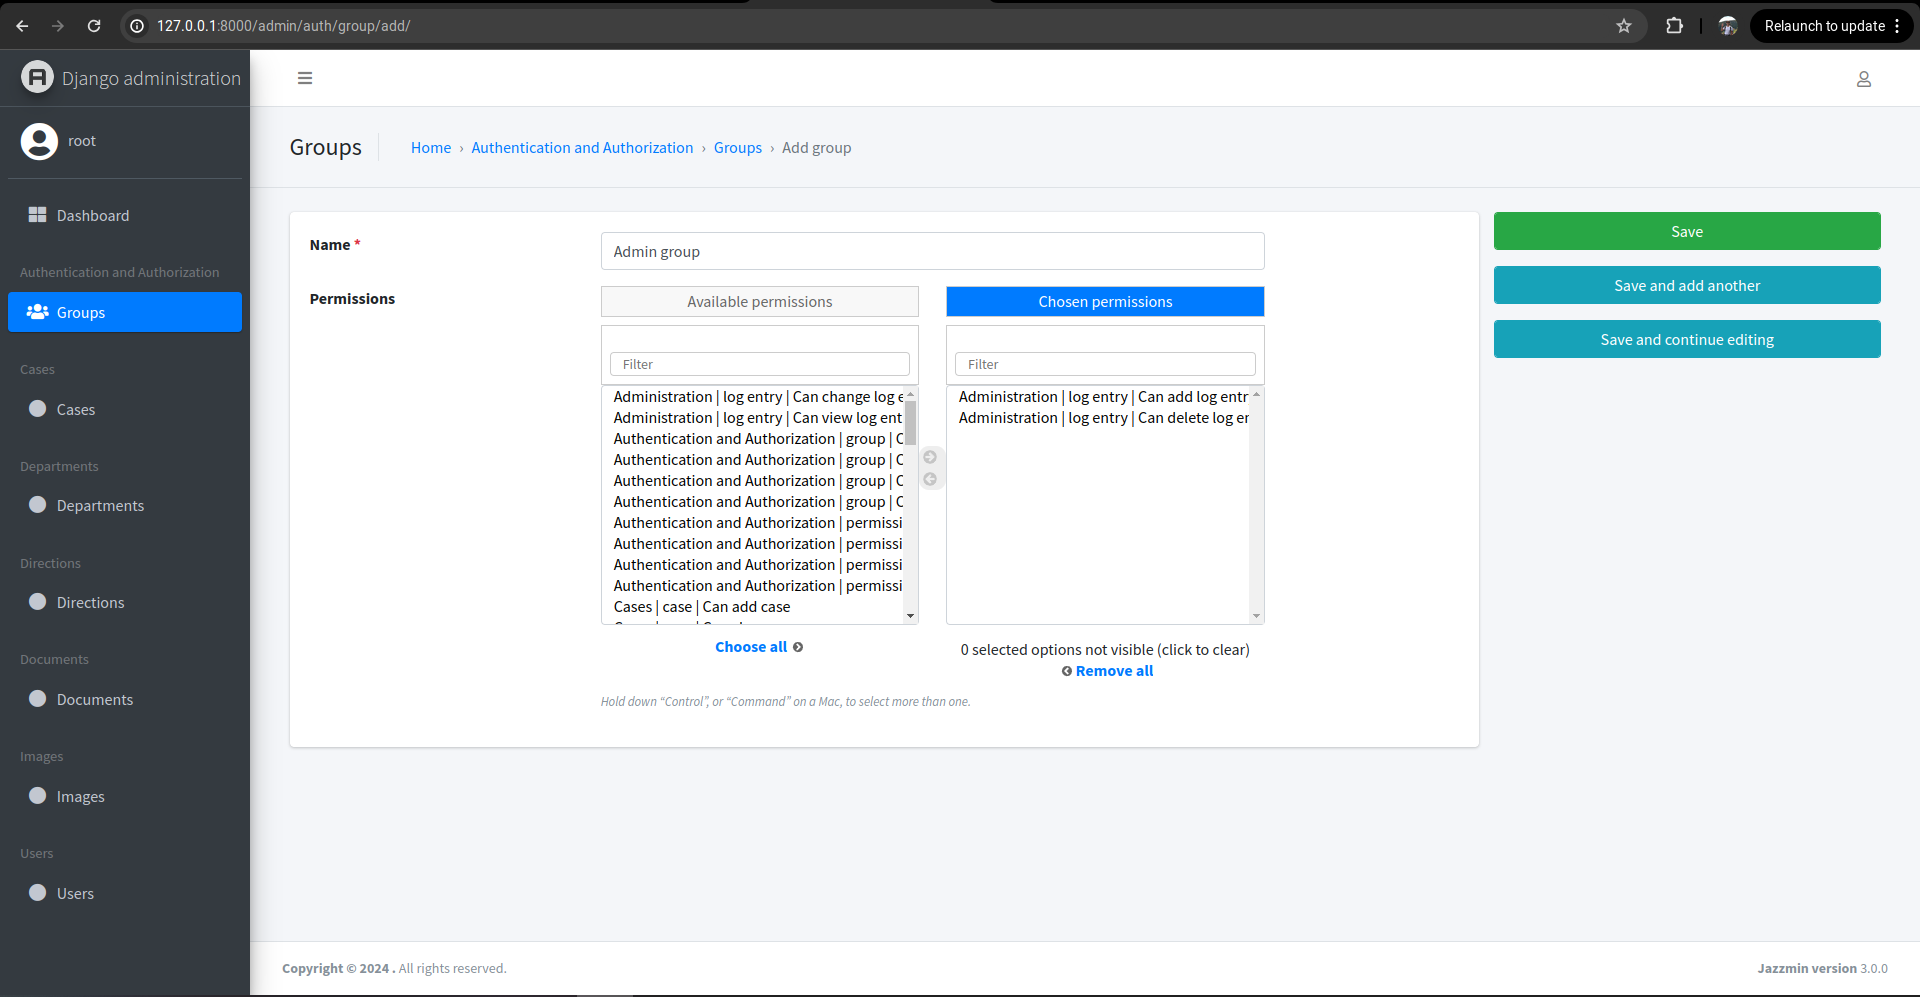 127.0.0.1:8000/admin/auth/group/add/
Relaunch to update
Django administration
root
Dashboard
Authentication and Authorization
Groups
Cases
Cases
Departments
Departments
Directions
Directions
Documents
Documents
Images
Images
Users
Users
Groups
Home › Authentication and Authorization › Groups › Add group
Name *
Admin group
Permissions
Available permissions
Filter
Administration | log entry | Can change log e
Administration | log entry | Can view log ent
Authentication and Authorization | group | C
Authentication and Authorization | group | C
Authentication and Authorization | group | C
Authentication and Authorization | group | C
Authentication and Authorization | permissi
Authentication and Authorization | permissi
Authentication and Authorization | permissi
Authentication and Authorization | permissi
Cases | case | Can add case
Choose all
Chosen permissions
Filter
Administration | log entry | Can add log entr
Administration | log entry | Can delete log er
0 selected options not visible (click to clear)
Remove all
Hold down “Control”, or “Command” on a Mac, to select more than one.
Save
Save and add another
Save and continue editing
Copyright © 2024 . All rights reserved.
Jazzmin version 3.0.0